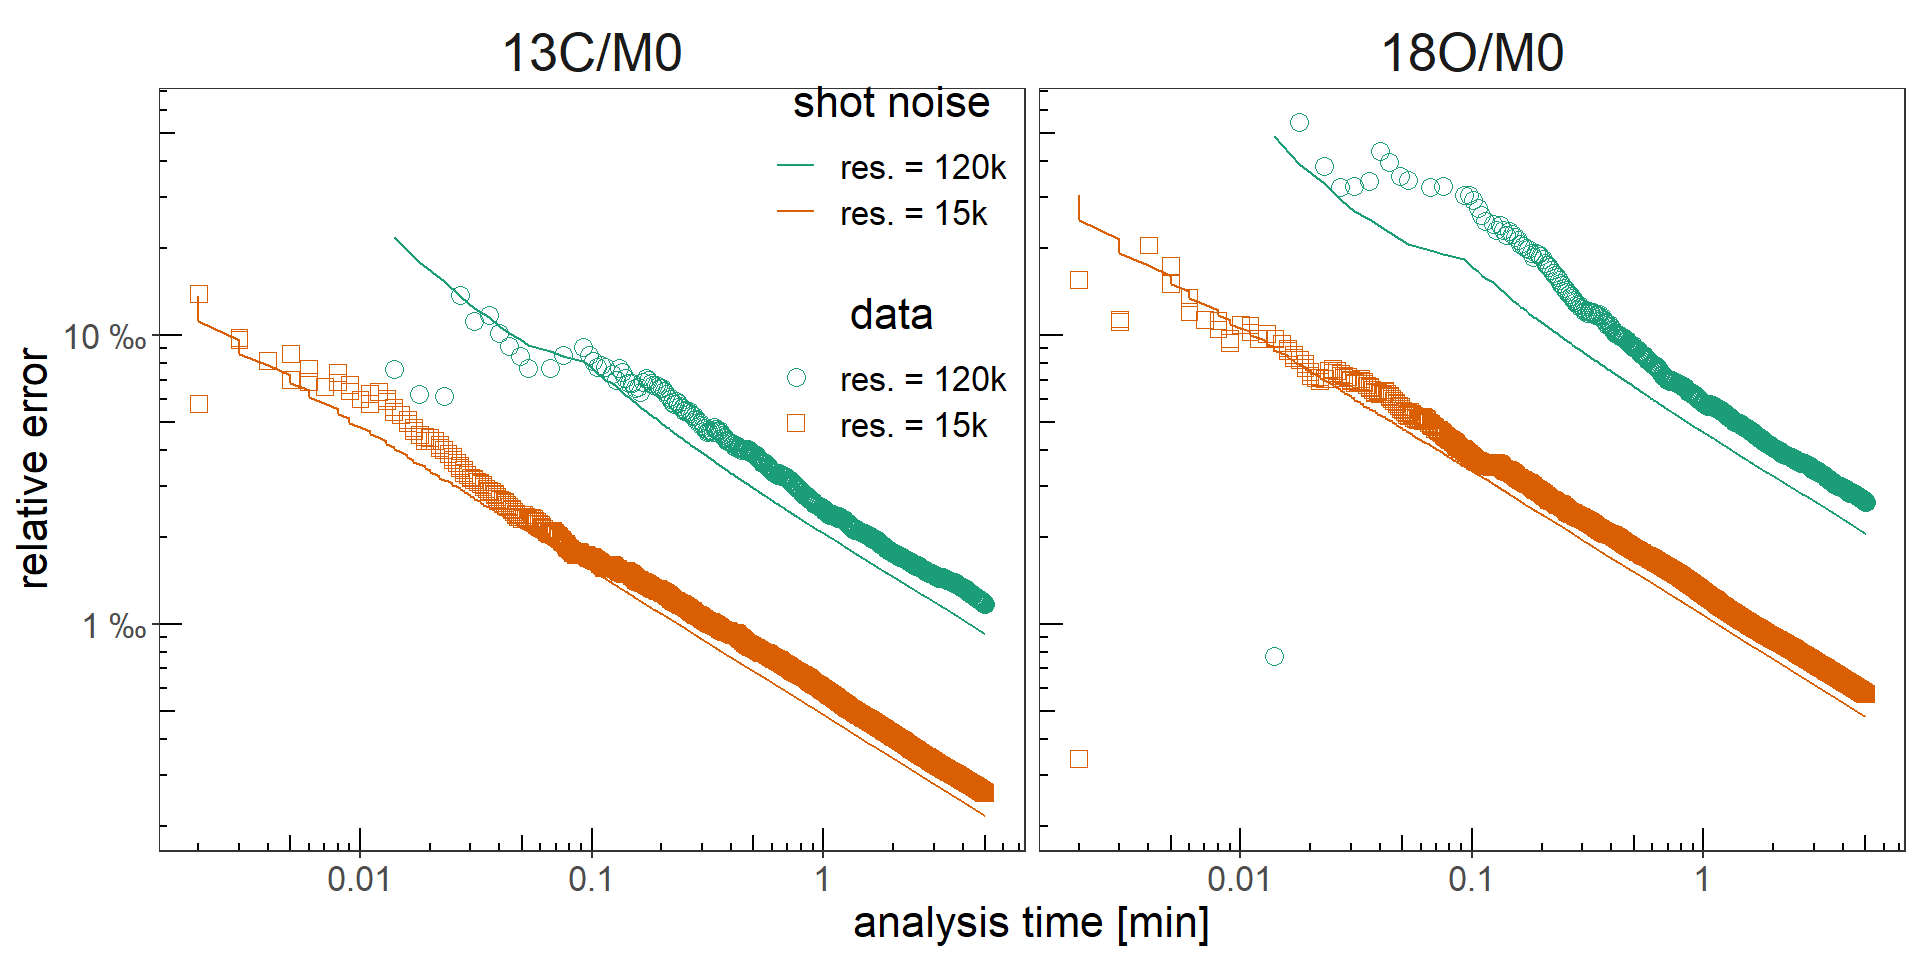 13C/M0
18O/M0
shot noise
res. = 120k
res. = 15k
data
res. = 120k
res. = 15k
relative error
10 ‰
1 ‰
0.01
0.1
1
0.01
0.1
1
analysis time [min]